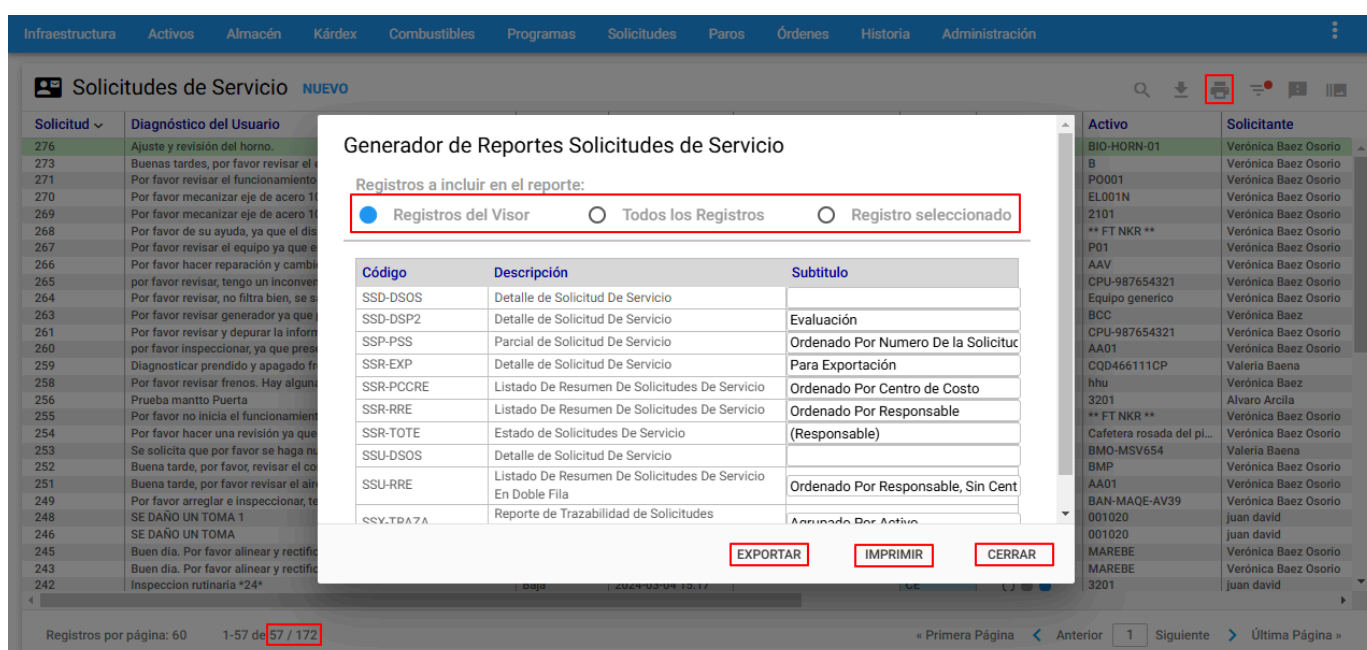 Infraestructura Activos Almacén Kárdex Combustibles Programas Solicitudes Paros Órdenes Historia Administración
Solicitudes de Servicio NUEVO
Solicitud Diagnóstico del Usuario Activo Solicitante
276 Ajuste y revisión del horno. BIO-HORN-01 Verónica Baez Osorio
273 Buenas tardes, por favor revisar el B Verónica Baez Osorio
271 Por favor revisar el funcionamiento PO001 Verónica Baez Osorio
270 Por favor mecanizar eje de acero EL001N Verónica Baez Osorio
269 Por favor mecanizar eje de acero 2101 Verónica Baez Osorio
268 Por favor de su ayuda, ya que el dis ** FT NKR ** Verónica Baez Osorio
267 Por favor revisar el equipo ya que P01 Verónica Baez Osorio
266 Por favor hacer reparación y cambi AAV Verónica Baez Osorio
265 por favor revisar, tengo un inconven CPU-987654321 Verónica Baez Osorio
264 Por favor revisar, no filtra bien, se s Equipo generico Verónica Baez Osorio
263 Por favor revisar generador ya que BCC Verónica Baez
261 Por favor revisar y depurar la inform CPU-987654321 Verónica Baez Osorio
260 por favor inspeccionar, ya que prese AA01 Verónica Baez Osorio
259 Diagnosticar prendido y apagado fr CQD466111CP Valeria Baena
258 Por favor revisar frenos. Hay alguna hhu Verónica Baez
256 Prueba mantto Puerta 3201 Alvaro Arcila
255 Por favor no inicia el funcionamient ** FT NKR ** Verónica Baez Osorio
254 Por favor hacer una revisión ya que Cafetera rosada del pi... Verónica Baez Osorio
253 Se solicita que por favor se haga nu BMO-MSV654 Valeria Baena
252 Buena tarde, por favor, revisar el co BMP Verónica Baez Osorio
251 Buena tarde, por favor revisar el aire AA01 Verónica Baez Osorio
249 Por favor arreglar e inspeccionar, te BAN-MAQE-AV39 Verónica Baez Osorio
248 SE DAÑO UN TOMA 1 001020 juan david
246 SE DAÑO UN TOMA 001020 juan david
245 Buen día. Por favor alinear y rectific MAREBE Verónica Baez Osorio
243 Buen día. Por favor alinear y rectific MAREBE Verónica Baez Osorio
242 Inspeccion rutinaria *24* Baja 2024-03-04 15:17 CE 3201 juan david
Generador de Reportes Solicitudes de Servicio
Registros a incluir en el reporte:
Registros del Visor Todos los Registros Registro seleccionado
Código Descripción Subtitulo
SSD-DSOS Detalle de Solicitud De Servicio
SSD-DSP2 Detalle de Solicitud De Servicio Evaluación
SSP-PSS Parcial de Solicitud De Servicio Ordenado Por Numero De la Solicituc
SSR-EXP Detalle de Solicitud De Servicio Para Exportación
SSR-PCCRE Listado De Resumen De Solicitudes De Servicio Ordenado Por Centro de Costo
SSR-RRE Listado De Resumen De Solicitudes De Servicio Ordenado Por Responsable
SSR-TOTE Estado de Solicitudes De Servicio (Responsable)
SSU-DSOS Detalle de Solicitud De Servicio
SSU-RRE Listado De Resumen De Solicitudes De Servicio En Doble Fila Ordenado Por Responsable, Sin Cent
SSX-TRAZA Reporte de Trazabilidad de Solicitudes Agrupado Por Activo
EXPORTAR IMPRIMIR CERRAR
Registros por página: 60 1-57 de 57 / 172 « Primera Página Anterior 1 Siguiente Última Página »